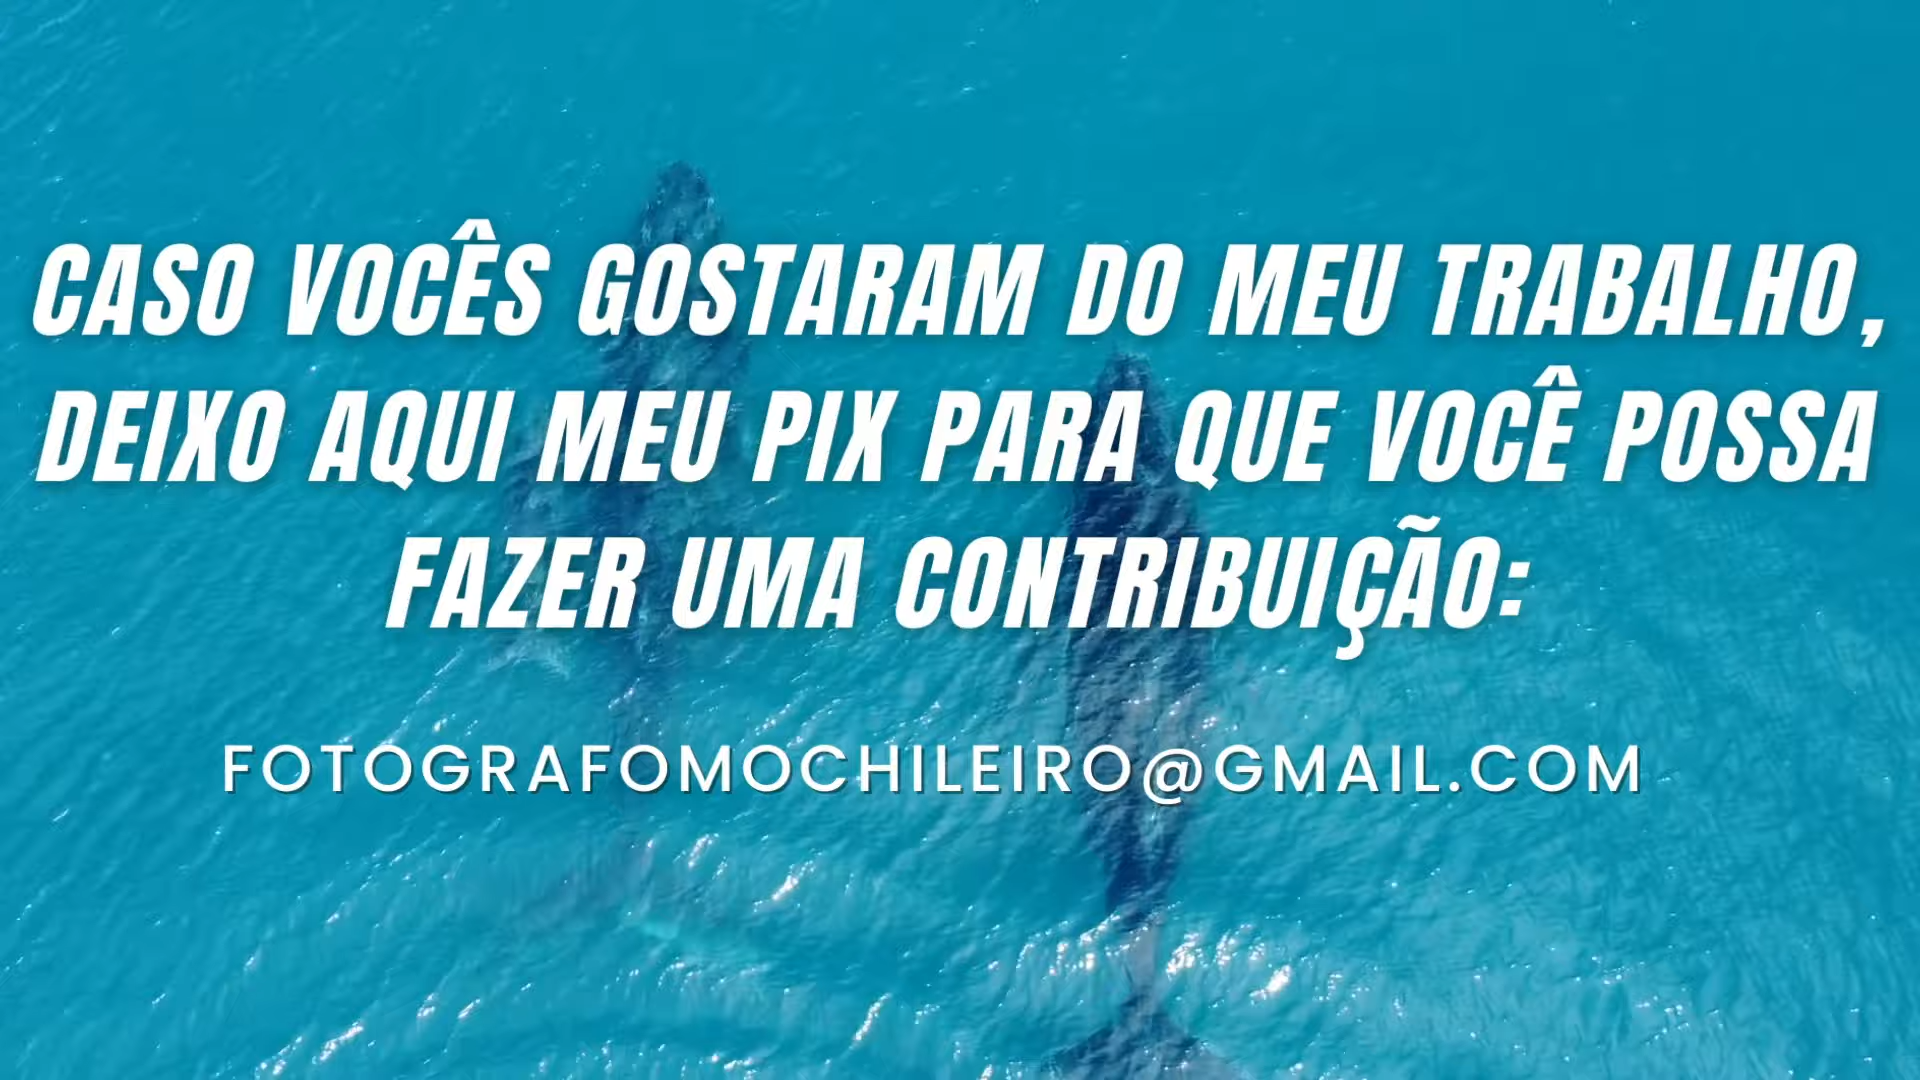 CASO VOCÊS GOSTARAM DO MEU TRABALHO,
DEIXO AQUI MEU PIX PARA QUE VOCÊ POSSA
FAZER UMA CONTRIBUIÇÃO:
FOTOGRAFOMOCHILEIRO@GMAIL.COM